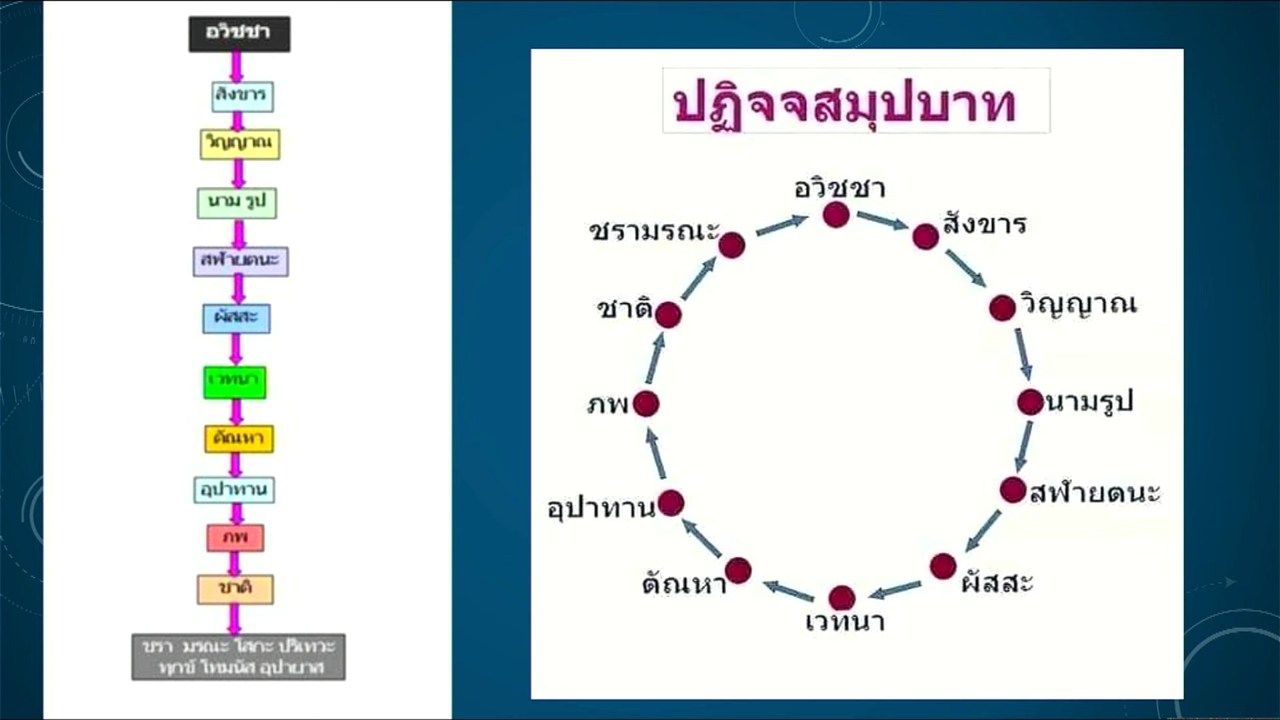 อวิชชา
สังขาร
วิญญาณ
นาม รูป
สฬายตนะ
ผัสสะ
เวทนา
ตัณหา
อุปาทาน
ภพ
ชาติ
ชรา มรณะ โสกะ ปริเทวะ
ทุกข์ โทมนัส อุปายาส
ปฏิจจสมุปบาท
อวิชชา
สังขาร
วิญญาณ
นามรูป
สฬายตนะ
ผัสสะ
เวทนา
ตัณหา
อุปาทาน
ภพ
ชาติ
ชรามรณะ